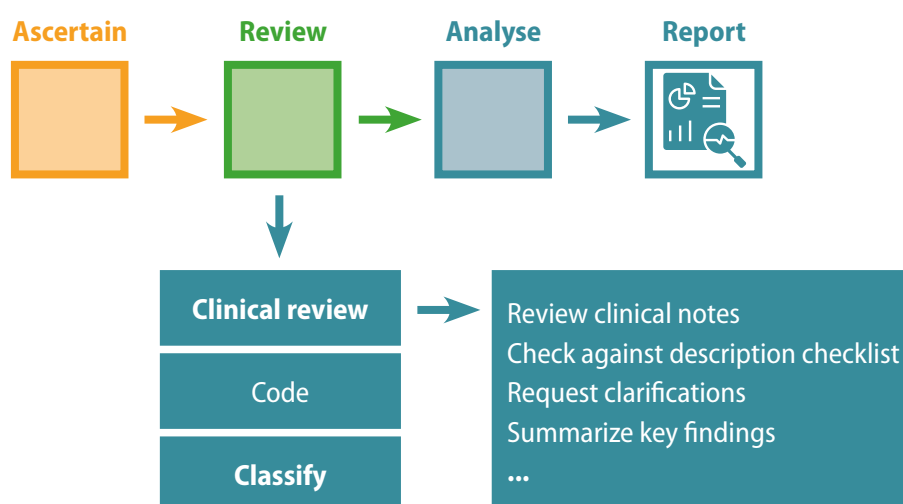 Ascertain
Review
Analyse
Report
Clinical review
Code
Classify
Review clinical notes
Check against description checklist
Request clarifications
Summarize key findings
...